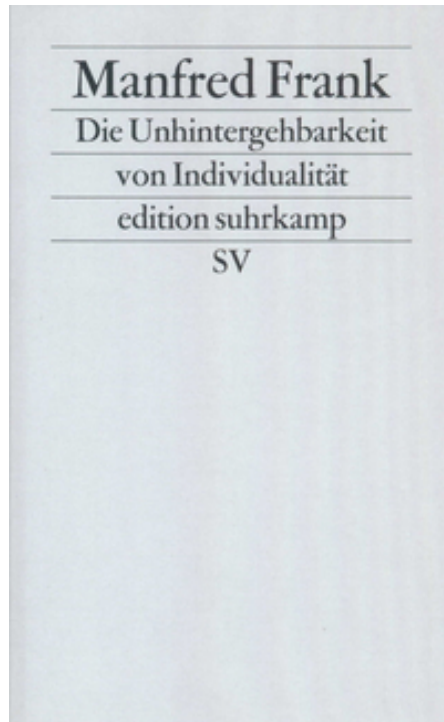 Manfred Frank
Die Unhintergehbarkeit
von Individualität
edition suhrkamp
SV